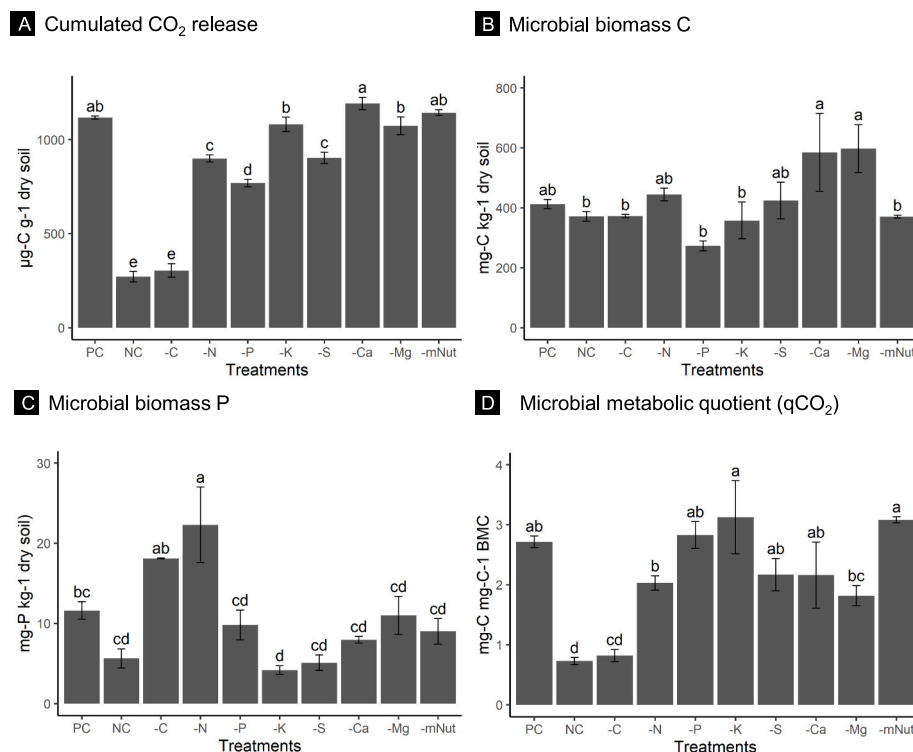 A Cumulated CO₂ release
μg-C g-1 dry soil
1000
500
0
ab e e c d b c a b ab
PC NC -C -N -P -K -S -Ca -Mg -mNut
Treatments
B Microbial biomass C
mg-C kg-1 dry soil
800
600
400
200
0
ab b b ab b b ab a a b
PC NC -C -N -P -K -S -Ca -Mg -mNut
Treatments
C Microbial biomass P
mg-P kg-1 dry soil)
30
20
10
0
bc cd ab a cd d cd cd cd cd
PC NC -C -N -P -K -S -Ca -Mg -mNut
Treatments
D Microbial metabolic quotient (qCO₂)
mg-C mg-C-1 BMC
4
3
2
1
0
ab d cd b ab a ab ab bc a
PC NC -C -N -P -K -S -Ca -Mg -mNut
Treatments